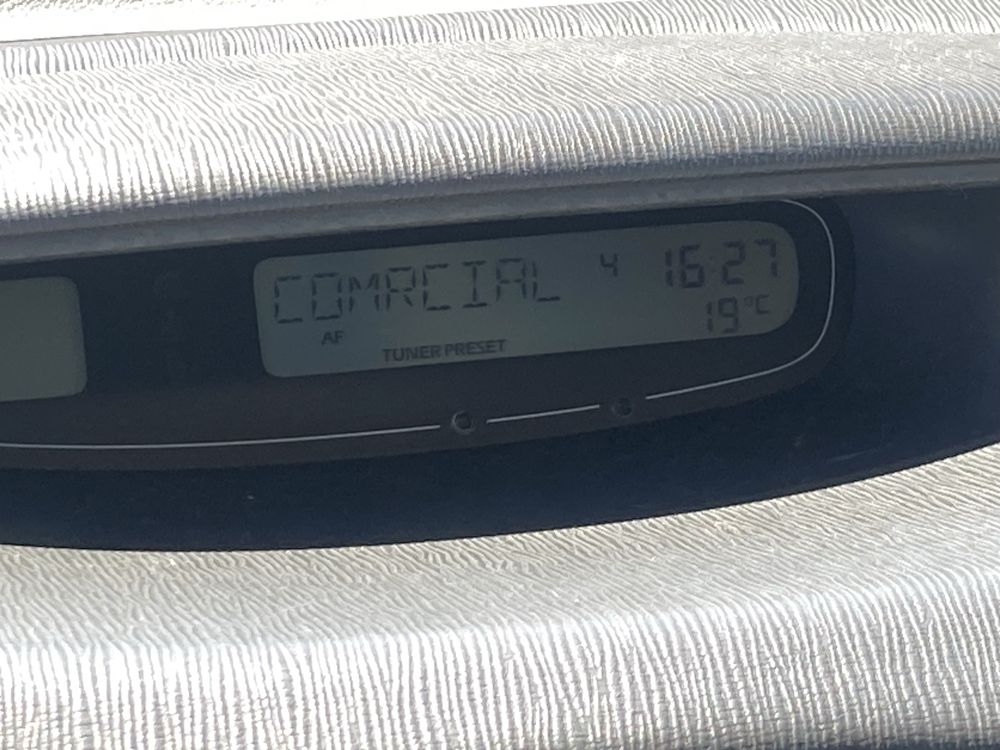 COMRCIAL 4 16:27
AF 19°C
TUNER PRESET